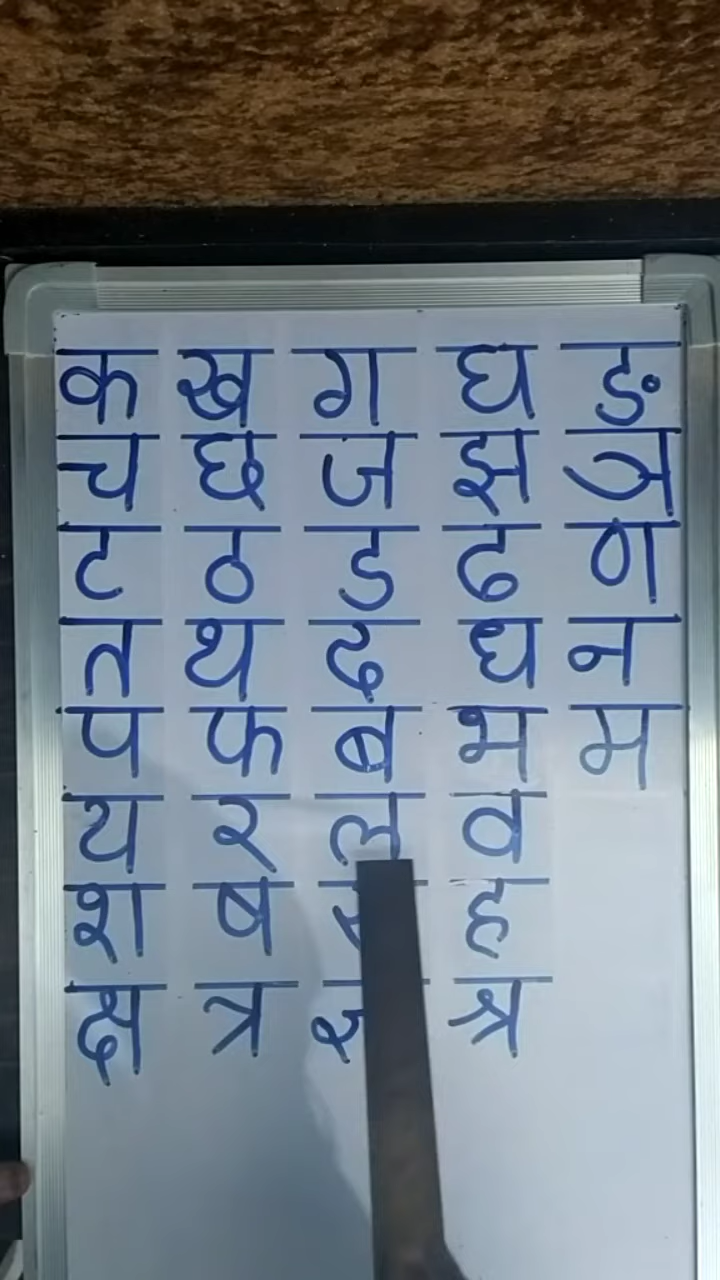 क ख ग घ ङ
च छ ज झ ञ
ट ठ ड ढ ण
त थ द ध न
प फ ब भ म
य र ल व
श ष ह
क्ष त्र श्र